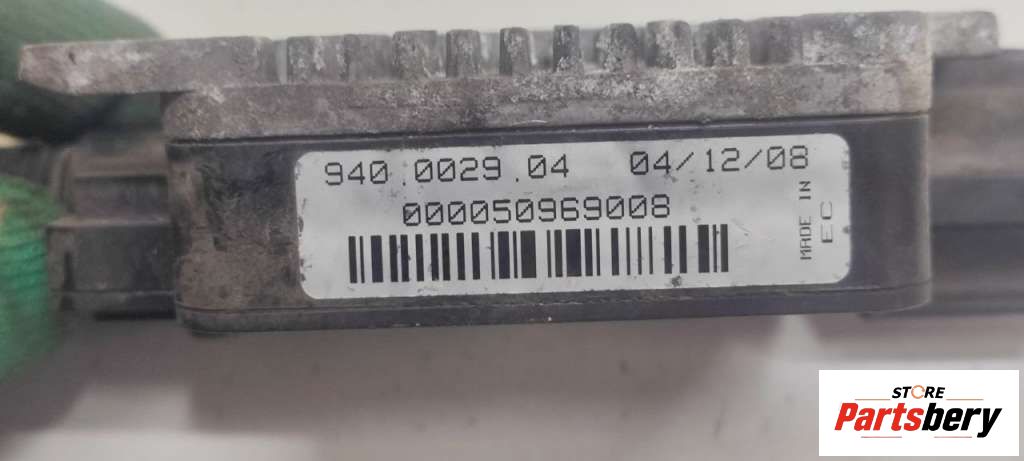 940.0029.04 04/12/08
000050969008
MADE IN
EC
STORE
Partsbery